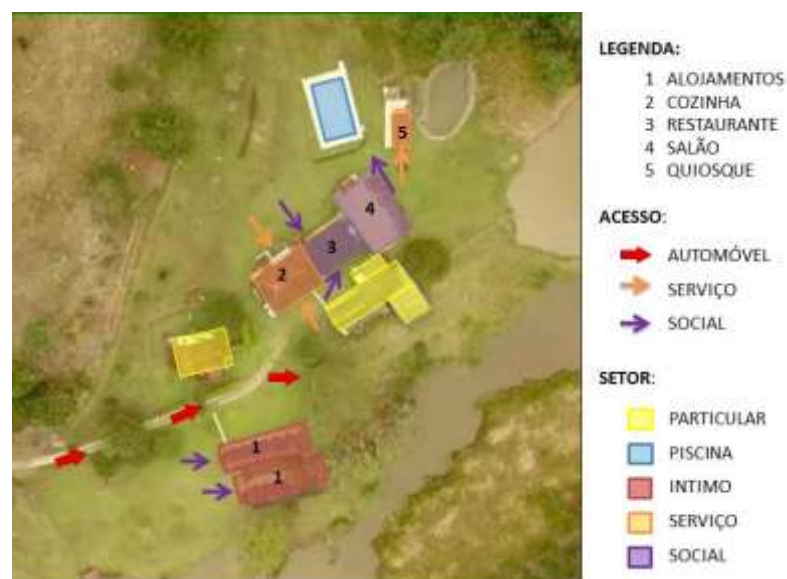 5
4
3
2
1
1
LEGENDA:
1 ALOJAMENTOS
2 COZINHA
3 RESTAURANTE
4 SALÃO
5 QUIOSQUE
ACESSO:
AUTOMÓVEL
SERVIÇO
SOCIAL
SETOR:
PARTICULAR
PISCINA
INTIMO
SERVIÇO
SOCIAL